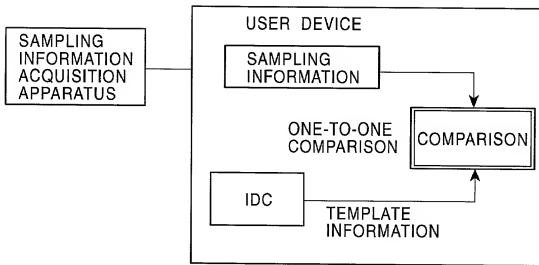 USER DEVICE
SAMPLING
INFORMATION
ACQUISITION
APPARATUS
SAMPLING
INFORMATION
ONE-TO-ONE
COMPARISON
COMPARISON
IDC
TEMPLATE
INFORMATION